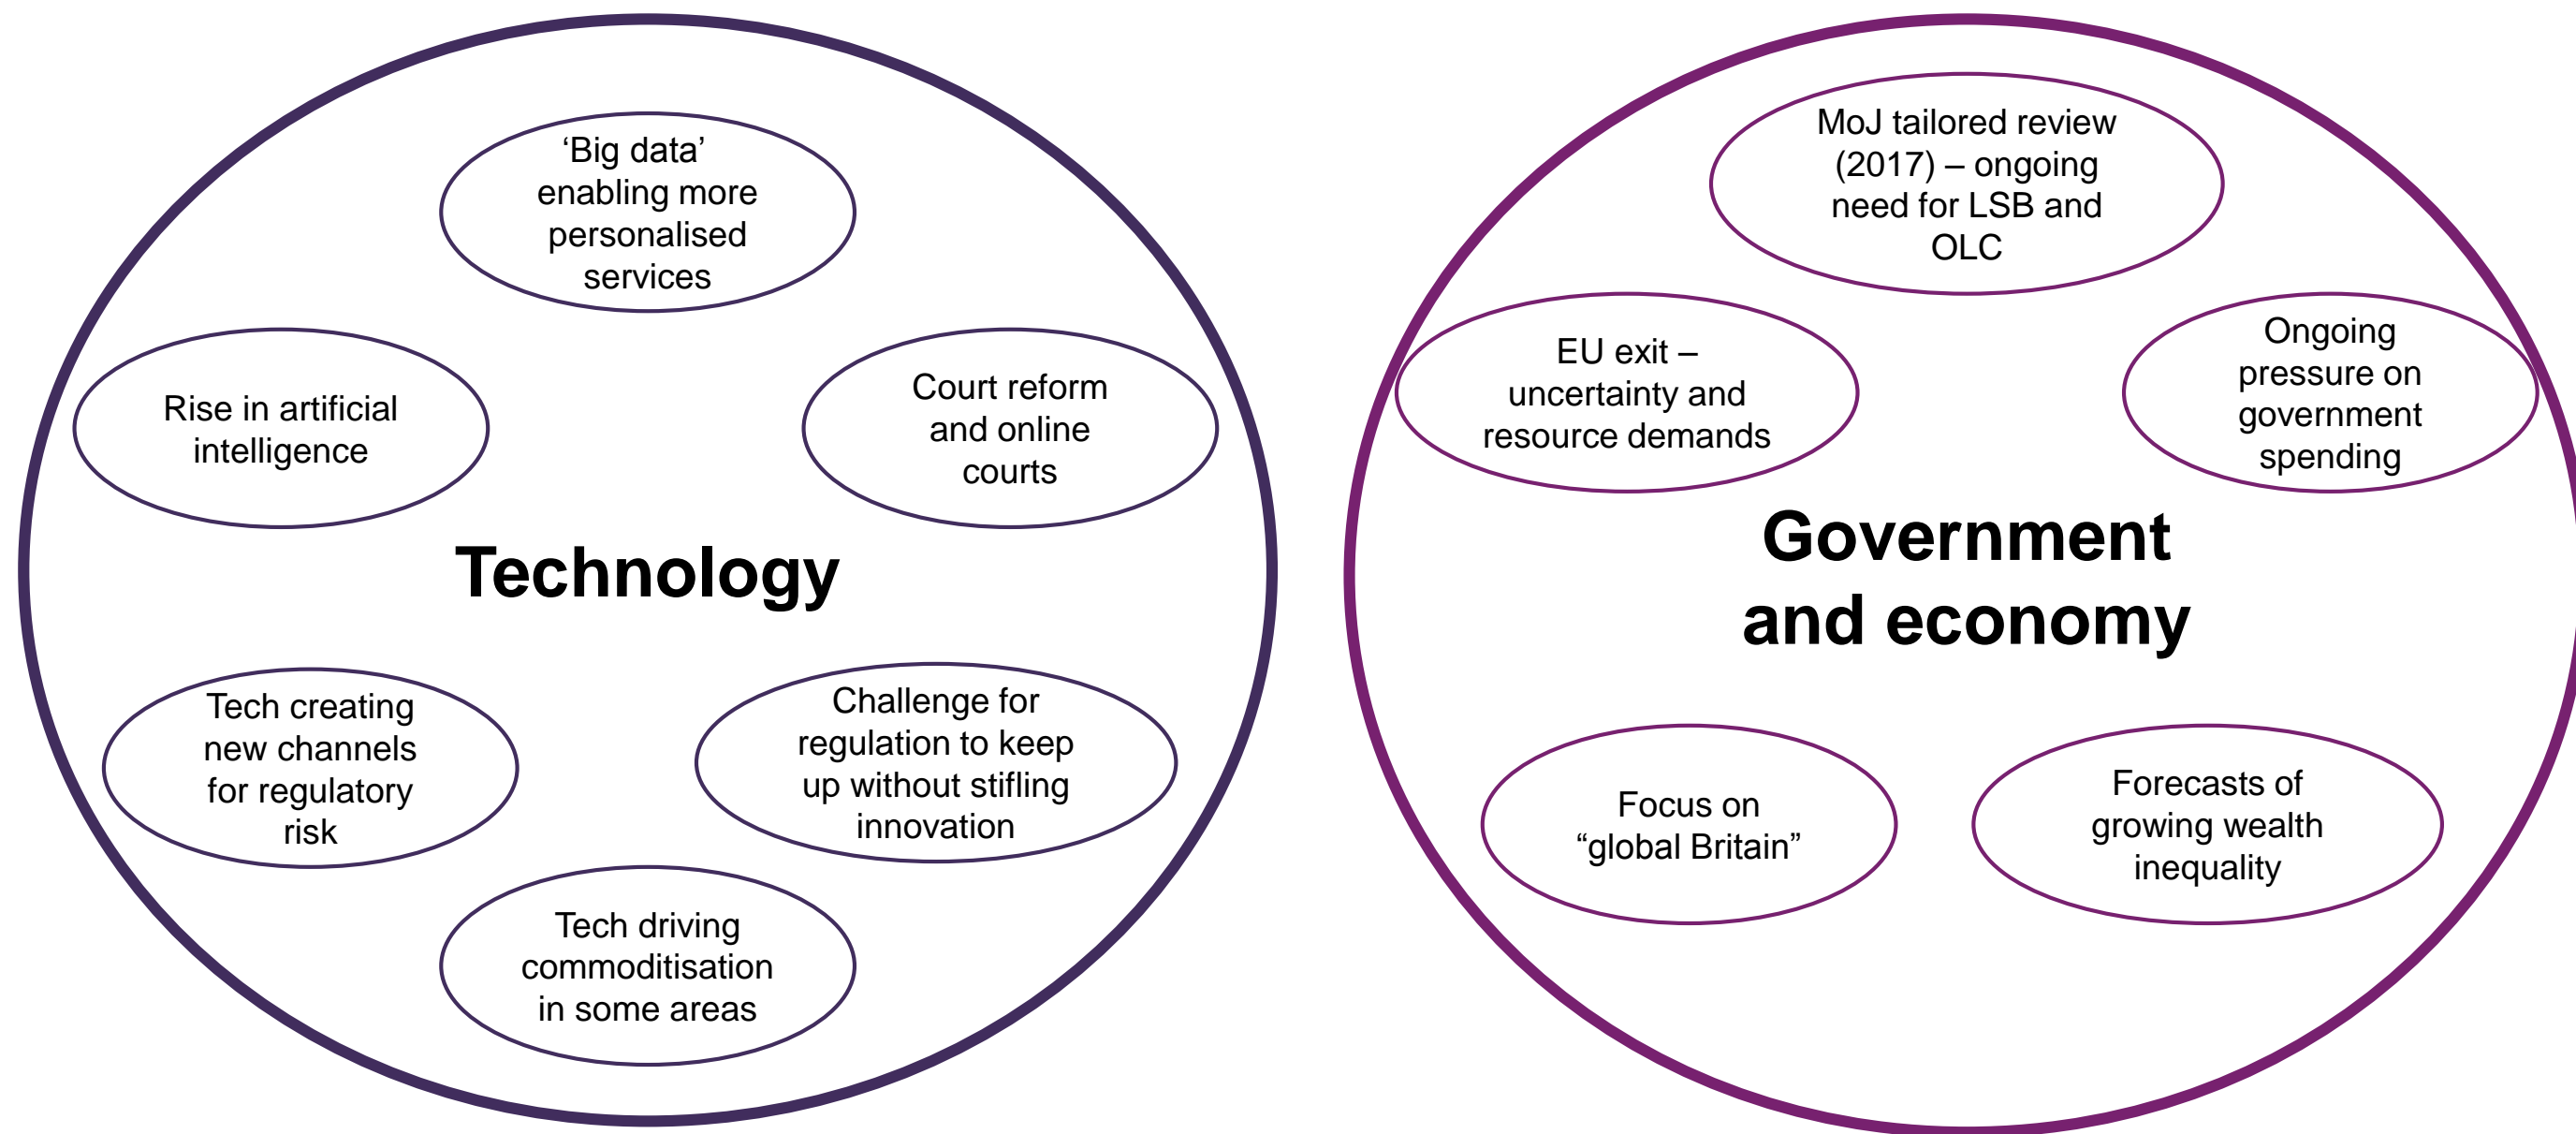 ‘Big data’
enabling more
personalised
services
Rise in artificial
intelligence
Court reform
and online
courts
Technology
Tech creating
new channels
for regulatory
risk
Challenge for
regulation to keep
up without stifling
innovation
Tech driving
commoditisation
in some areas
MoJ tailored review
(2017) – ongoing
need for LSB and
OLC
EU exit –
uncertainty and
resource demands
Ongoing
pressure on
government
spending
Government
and economy
Focus on
“global Britain”
Forecasts of
growing wealth
inequality